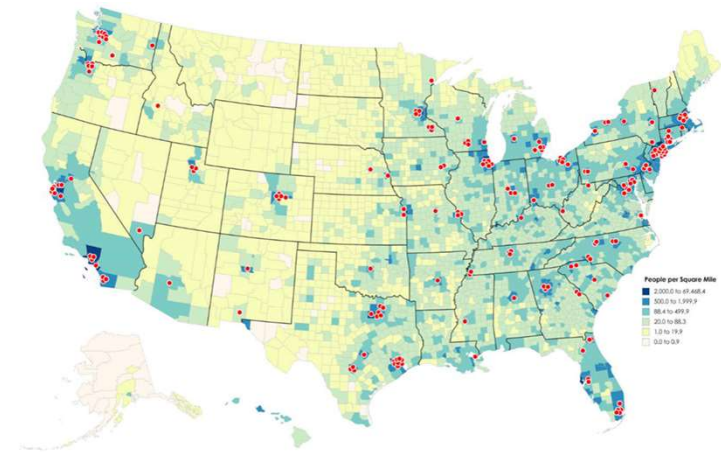 People per Square Mile
2,000.0 to 69,468.4
500.0 to 1,999.9
88.4 to 499.9
20.0 to 88.3
1.0 to 19.9
0.0 to 0.9